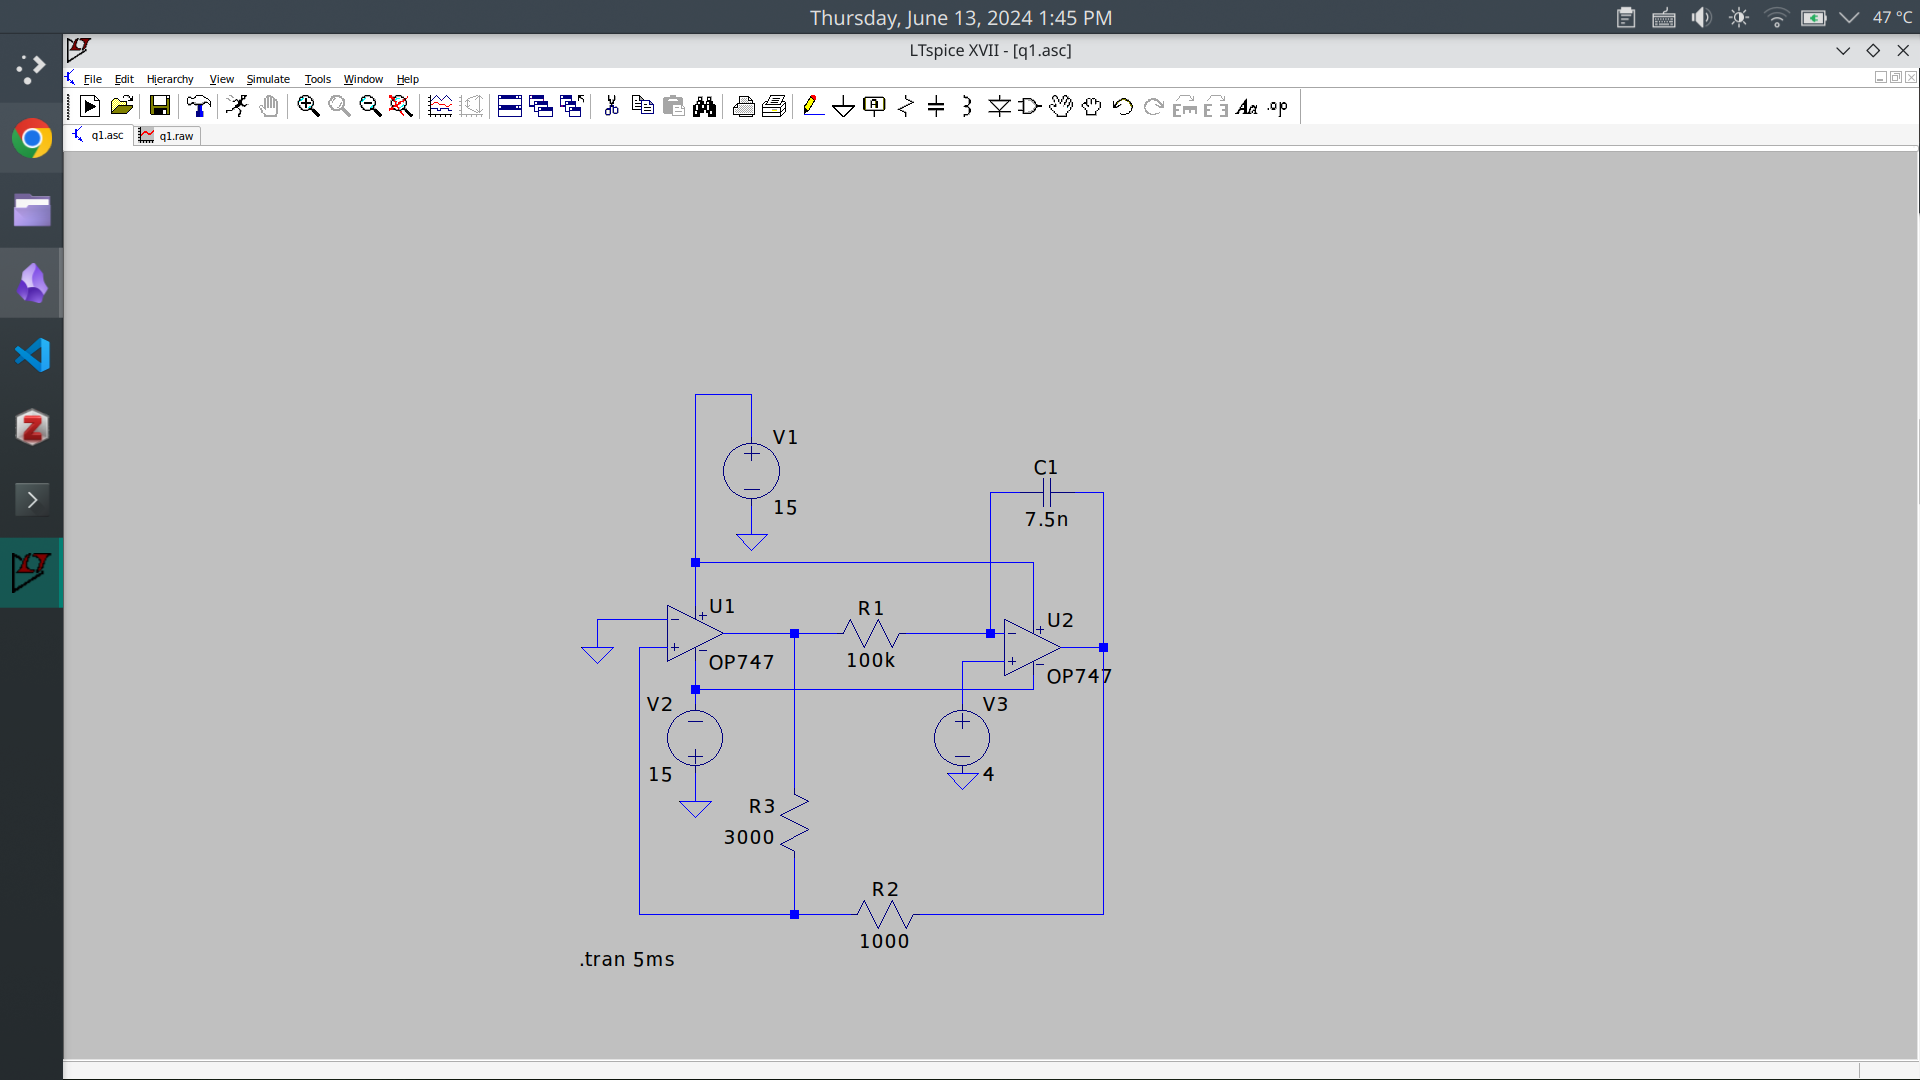 Thursday, June 13, 2024 1:45 PM
47 °C
LTspice XVII - [q1.asc]
File Edit Hierarchy View Simulate Tools Window Help
q1.asc
q1.raw
V1
15
C1
7.5n
U1
OP747
R1
100k
U2
OP747
V2
15
V3
4
R3
3000
R2
1000
.tran 5ms